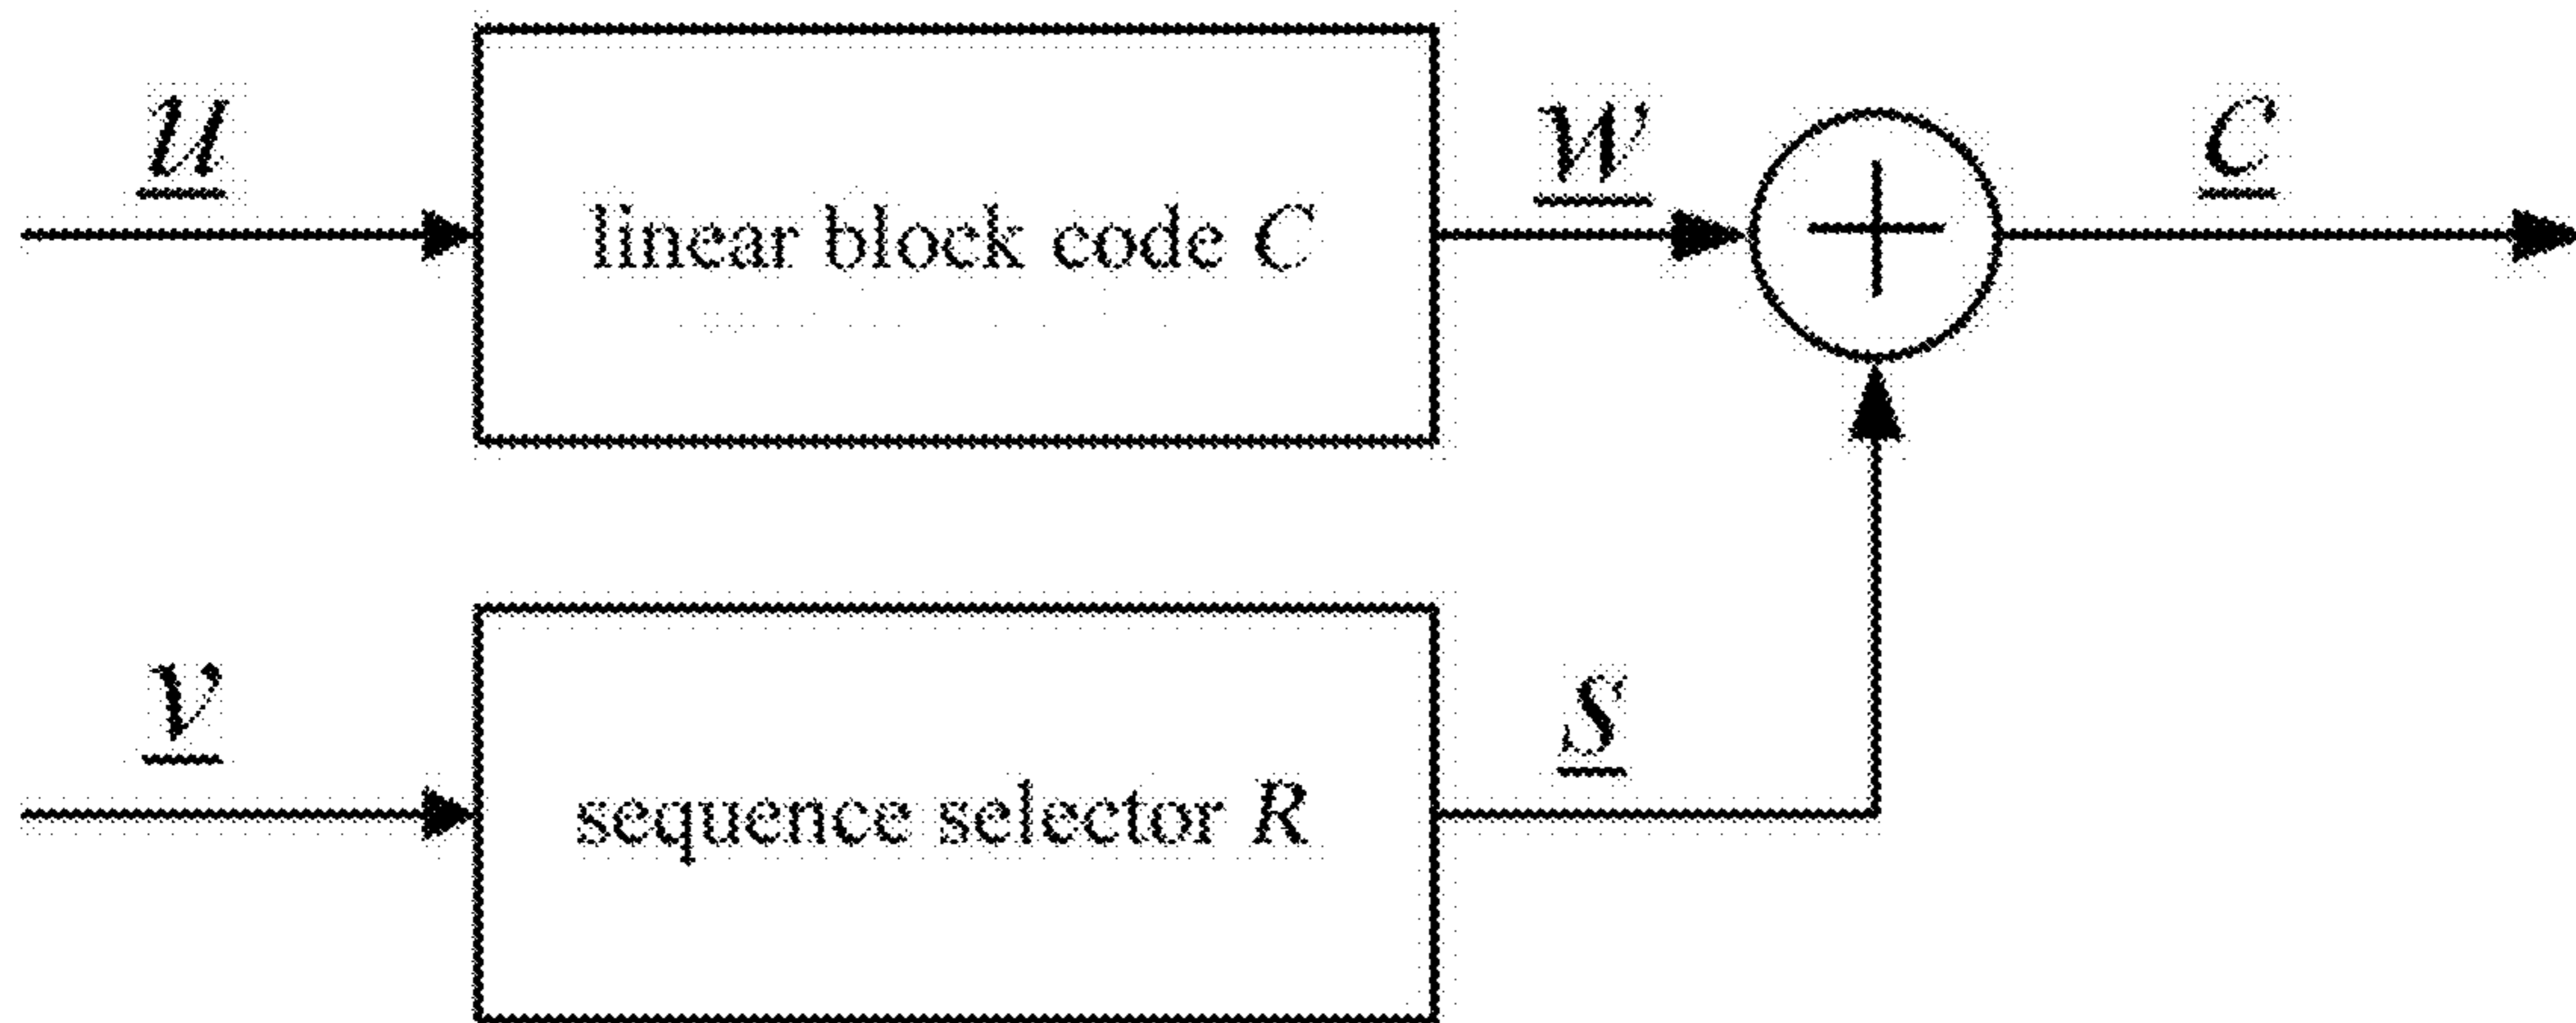 u
linear block code C
w
c
v
sequence selector R
s